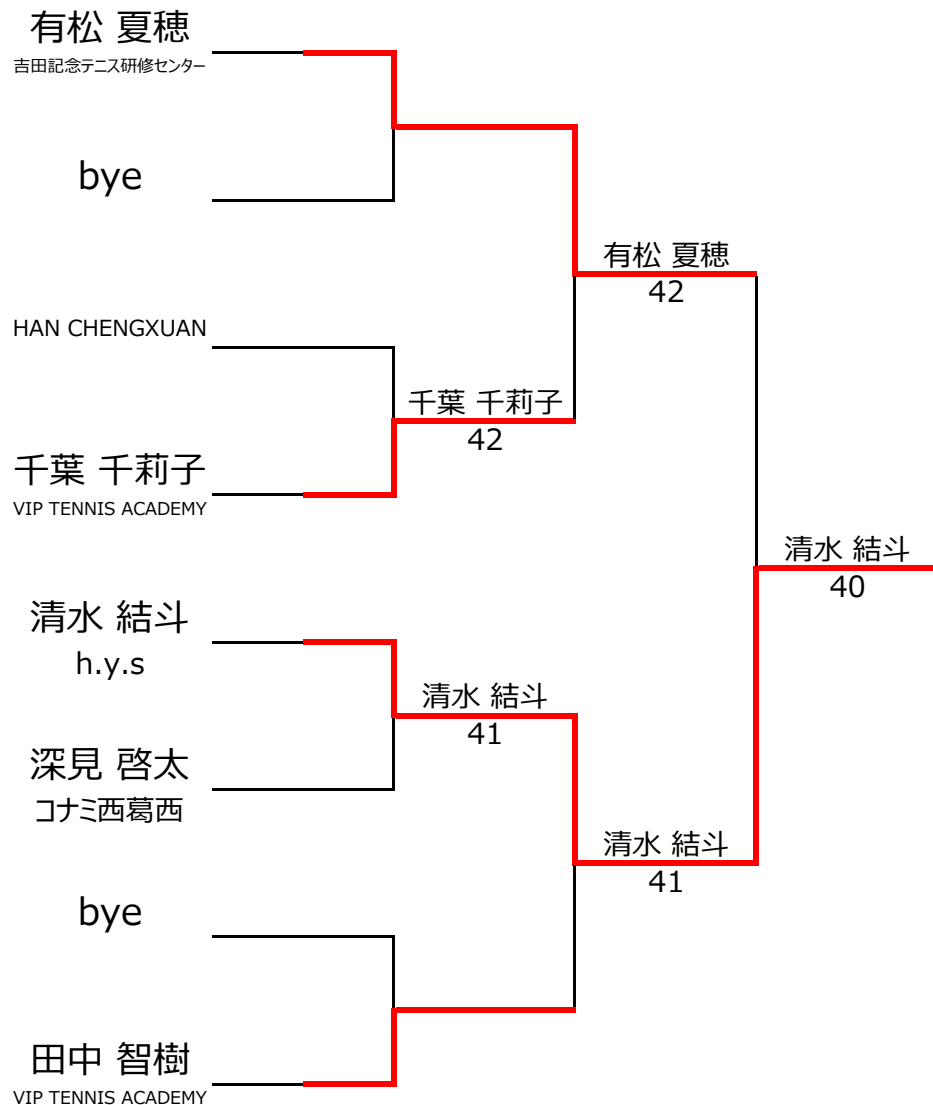 有松 夏穂
吉田記念テニス研修センター
bye
有松 夏穂
42
HAN CHENGXUAN
千葉 千莉子
42
千葉 千莉子
VIP TENNIS ACADEMY
清水 結斗
40
清水 結斗
h.y.s
清水 結斗
41
深見 啓太
コナミ西葛西
清水 結斗
41
bye
田中 智樹
VIP TENNIS ACADEMY